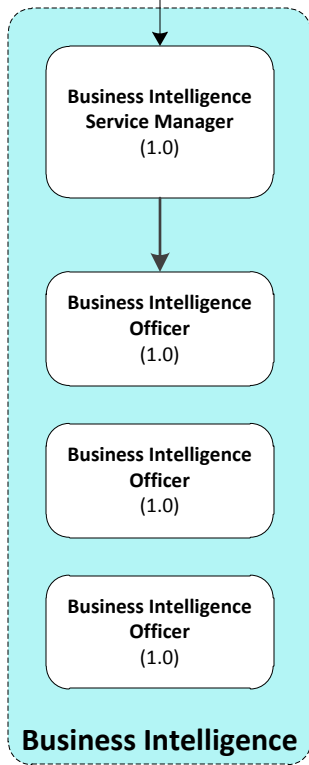 Business Intelligence
Service Manager
(1.0)
Business Intelligence
Officer
(1.0)
Business Intelligence
Officer
(1.0)
Business Intelligence
Officer
(1.0)
Business Intelligence